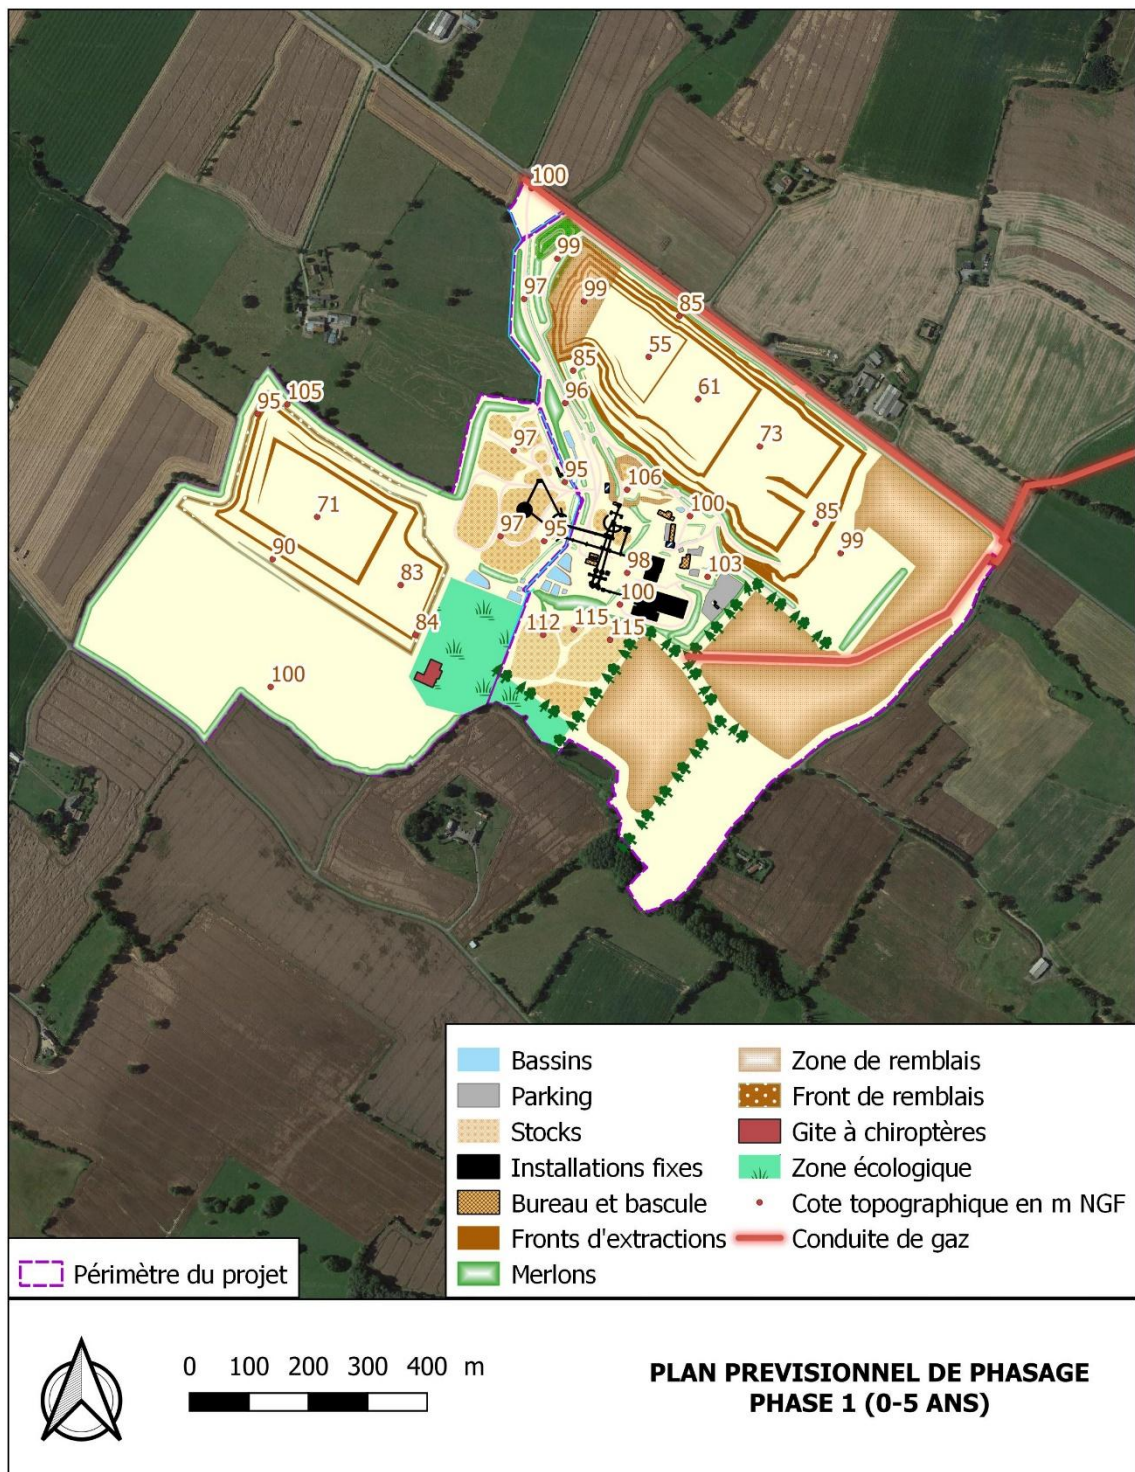 100
99
97
99
85
55
85
61
96
105
95
73
97
95
106
71
100
85
97
95
99
90
98
103
83
100
84
112
115
115
100
Bassins
Parking
Stocks
Installations fixes
Bureau et bascule
Fronts d'extractions
Merlons
Zone de remblais
Front de remblais
Gite à chiroptères
Zone écologique
Cote topographique en m NGF
Conduite de gaz
Périmètre du projet
0 100 200 300 400 m
PLAN PREVISIONNEL DE PHASAGE
PHASE 1 (0-5 ANS)